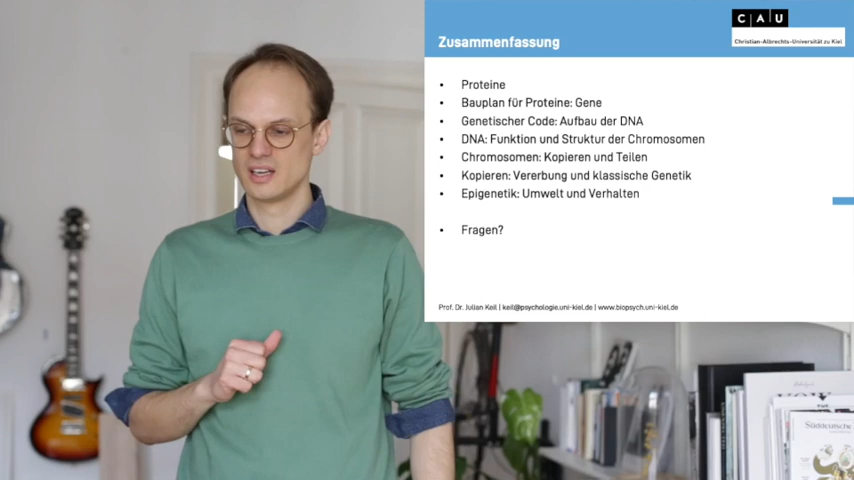 Zusammenfassung
C A U
Christian-Albrechts-Universität zu Kiel
• Proteine
• Bauplan für Proteine: Gene
• Genetischer Code: Aufbau der DNA
• DNA: Funktion und Struktur der Chromosomen
• Chromosomen: Kopieren und Teilen
• Kopieren: Vererbung und klassische Genetik
• Epigenetik: Umwelt und Verhalten
• Fragen?
Prof. Dr. Julian Keil | keil@psychologie.uni-kiel.de | www.biopsych.uni-kiel.de
Süddeutsche